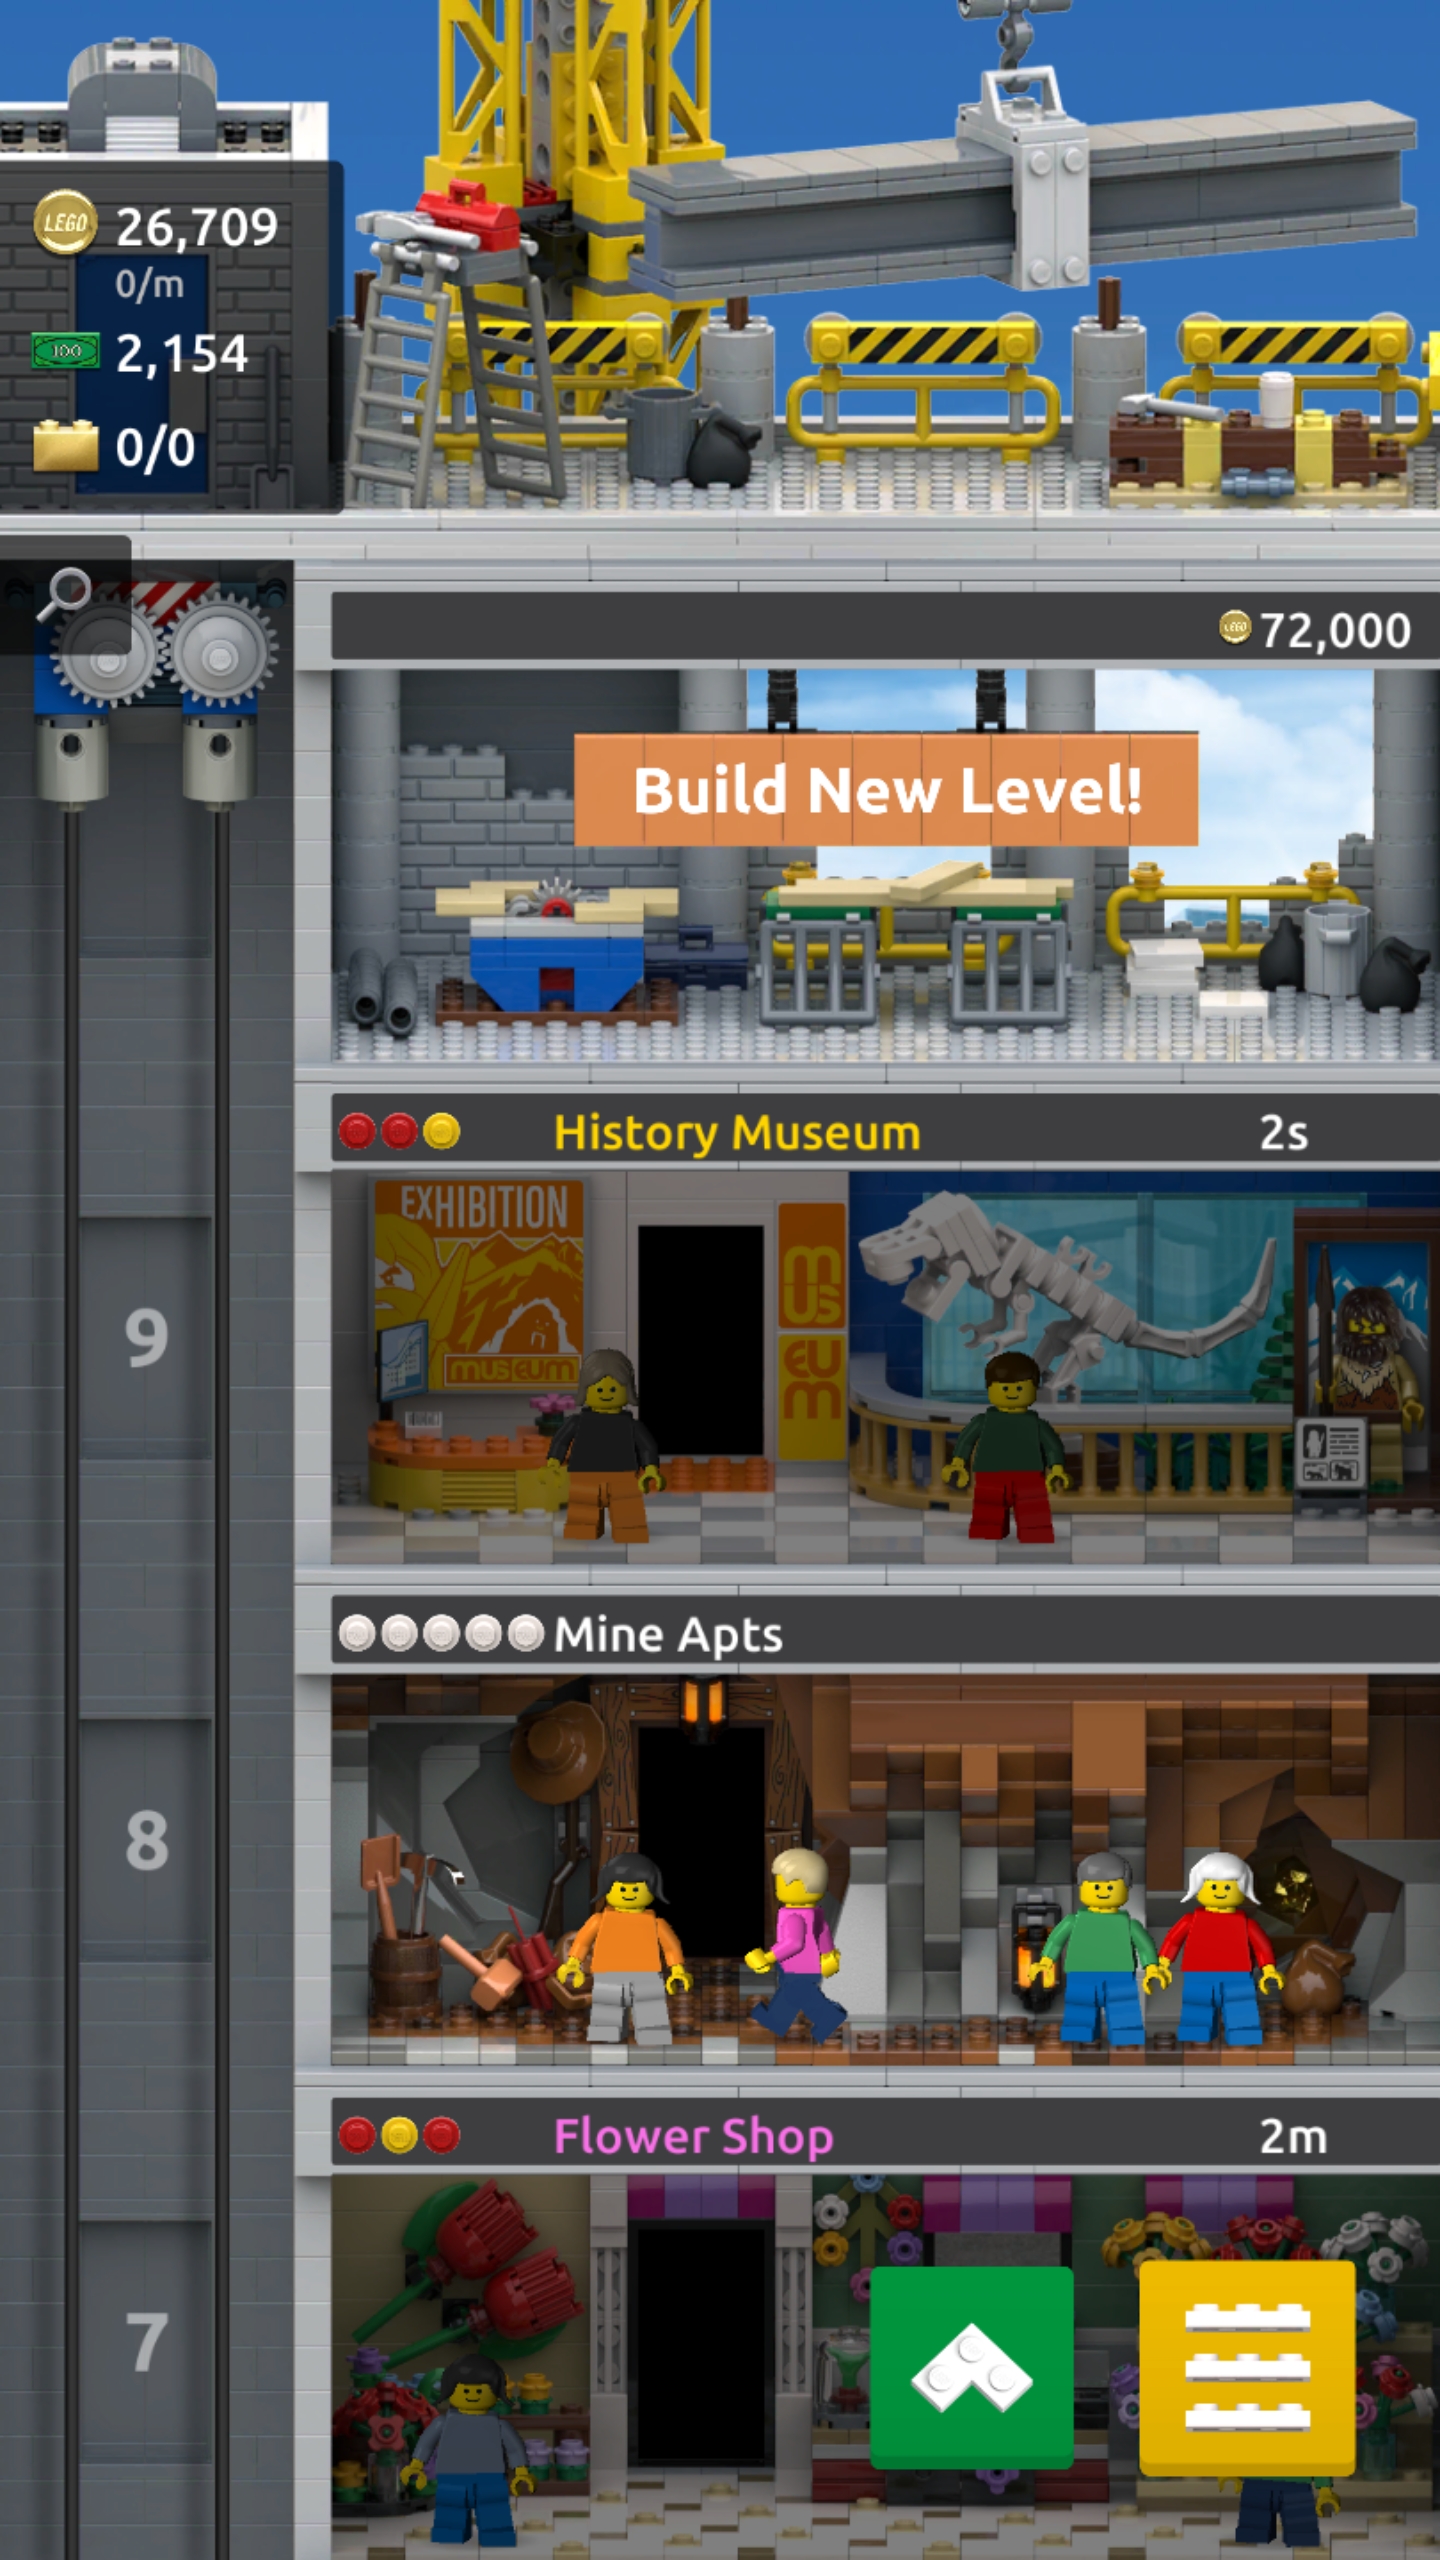 LEGO 26,709
0/m
100 2,154
0/0
LEGO 72,000
Build New Level!
History Museum 2s
EXHIBITION
MUSEUM
MUS
EUM
9
Mine Apts
8
Flower Shop 2m
7